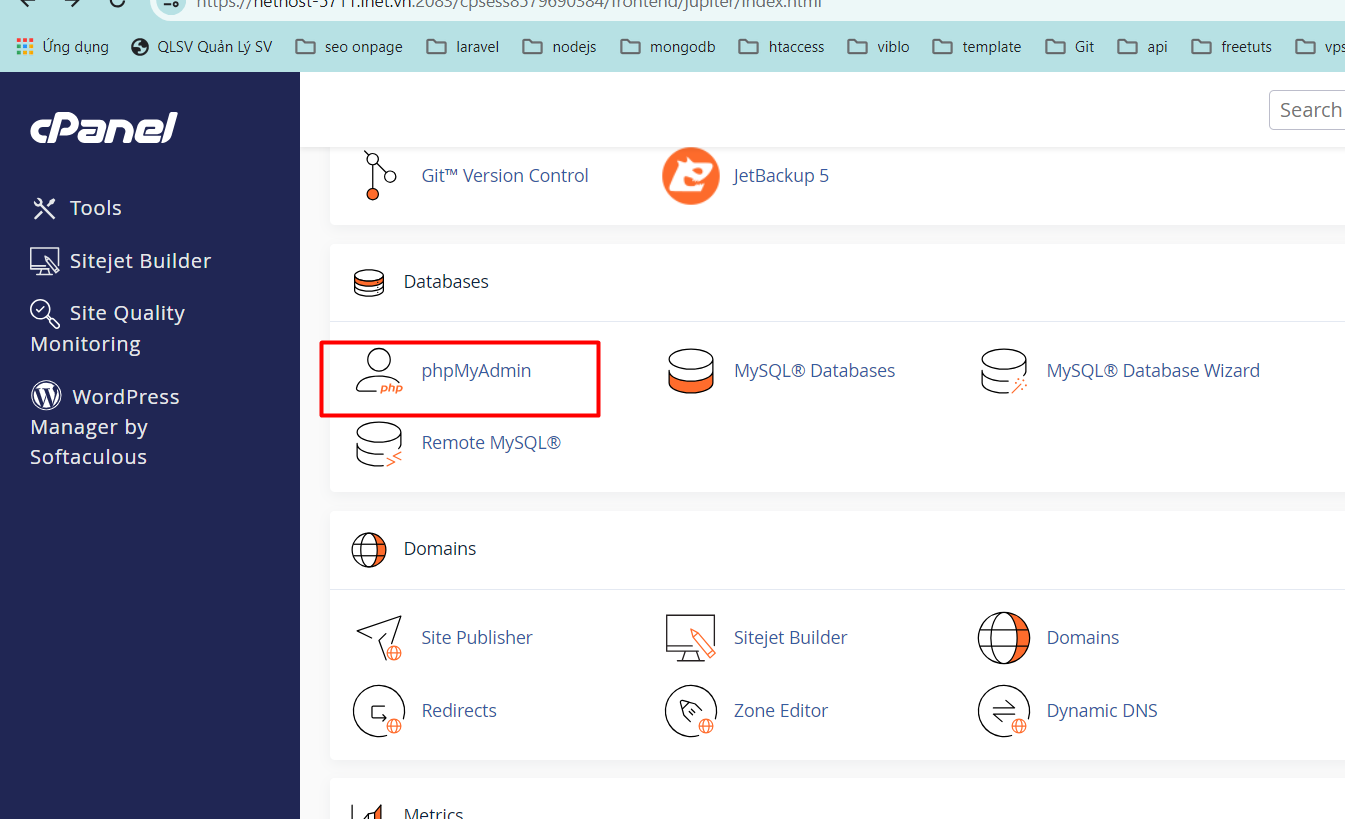 https://nethost-5711.inet.vn:2083/cpsess8579690384/frontend/jupiter/index.html
Ứng dụng QLSV Quản Lý SV seo onpage laravel nodejs mongodb htaccess viblo template Git api freetuts vps
cPanel
Search
Tools
Sitejet Builder
Site Quality
Monitoring
WordPress
Manager by
Softaculous
Git™ Version Control
JetBackup 5
Databases
phpMyAdmin
php
MySQL® Databases
MySQL® Database Wizard
Remote MySQL®
Domains
Site Publisher
Sitejet Builder
Domains
Redirects
Zone Editor
Dynamic DNS
Metrics